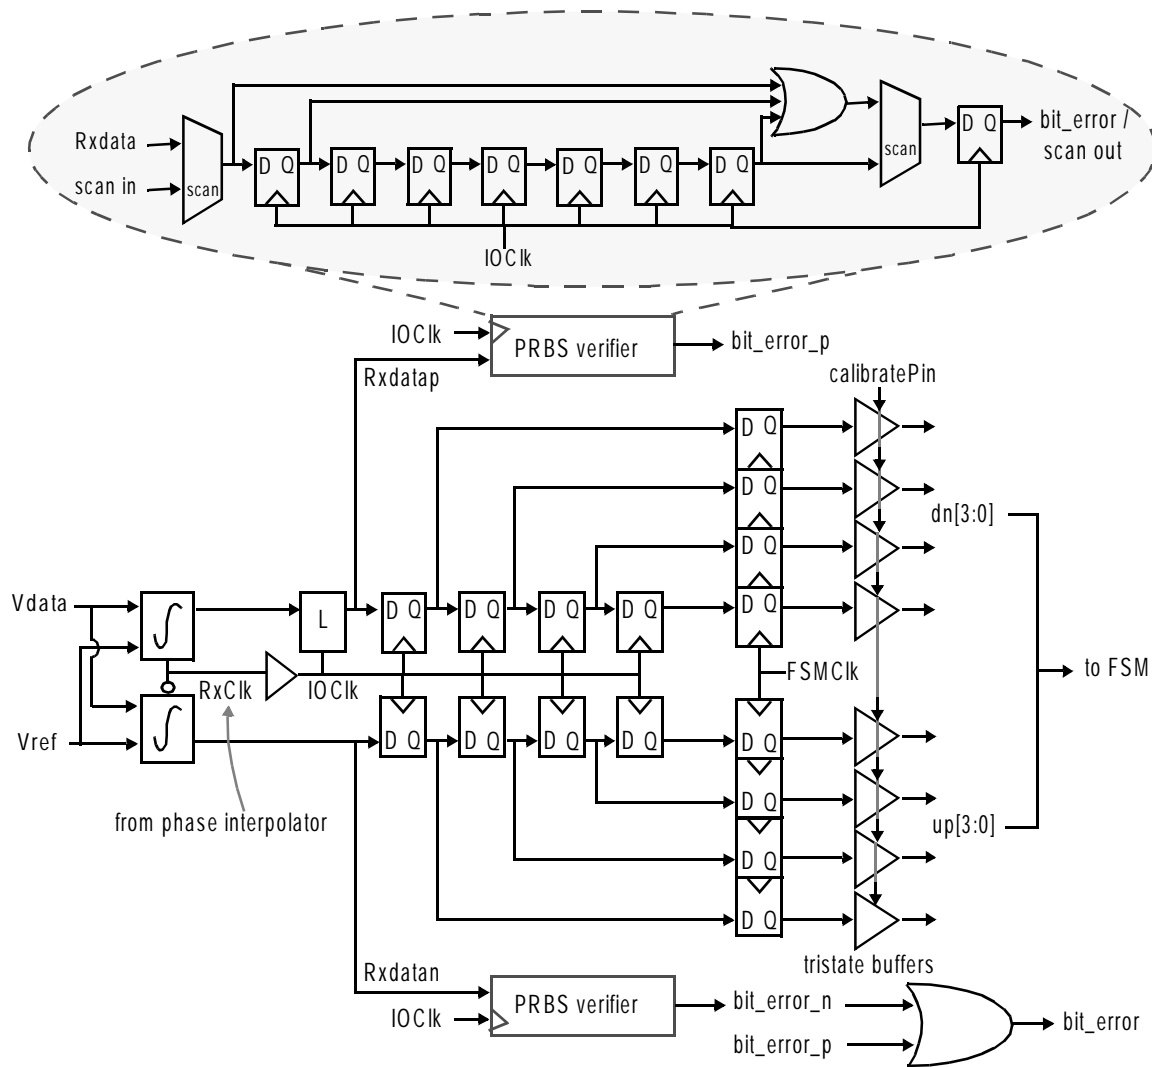 Rxdata
scan in
scan
D Q
D Q
D Q
D Q
D Q
D Q
D Q
scan
D Q
bit_error /
scan out
IOClk
IOClk
PRBS verifier
bit_error_p
Rxdatap
calibratePin
D Q
D Q
dn[3:0]
D Q
Vdata
L
D Q
D Q
D Q
D Q
D Q
RxClk
IOClk
FSMClk
to FSM
Vref
D Q
D Q
D Q
D Q
D Q
from phase interpolator
D Q
up[3:0]
D Q
D Q
tristate buffers
Rxdatan
IOClk
PRBS verifier
bit_error_n
bit_error_p
bit_error